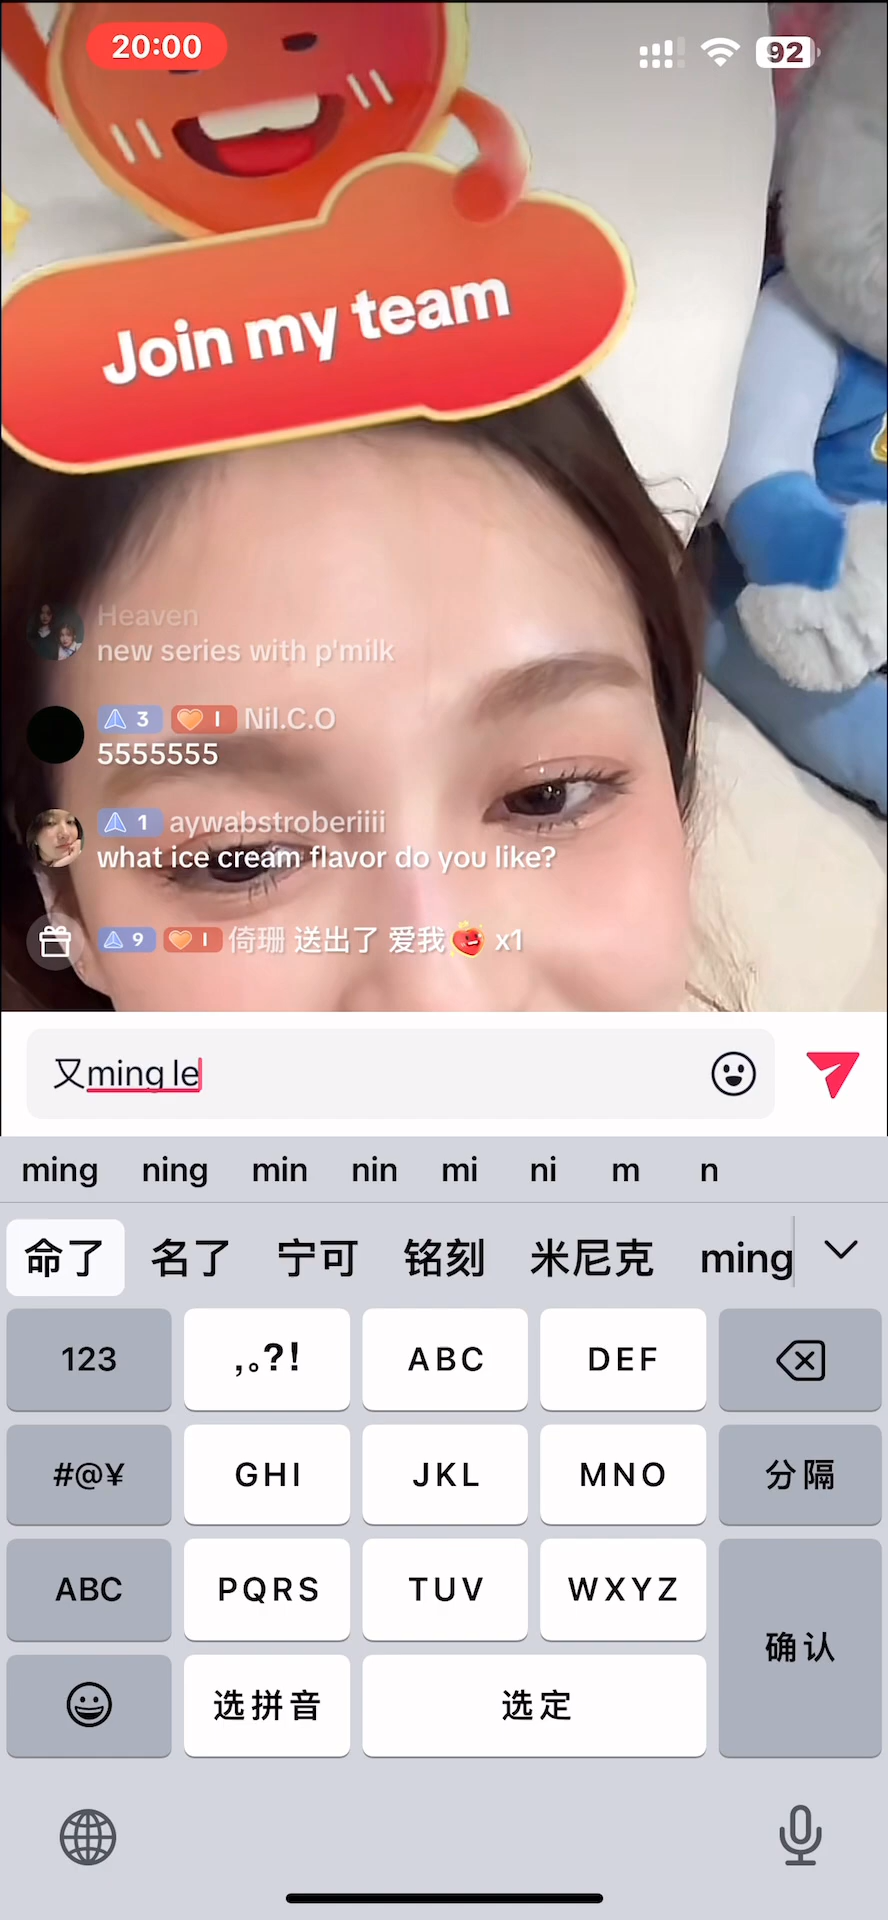 20:00
92
Join my team
Heaven
new series with p'milk
3 I Nil.C.O
5555555
1 aywabstroberiiii
what ice cream flavor do you like?
9 I 倚珊 送出了 爱我 x1
又ming le
ming ning min nin mi ni m n
命了 名了 宁可 铭刻 米尼克 ming
123 ,。?! ABC DEF
#@¥ GHI JKL MNO 分隔
ABC PQRS TUV WXYZ
确认
选拼音 选定